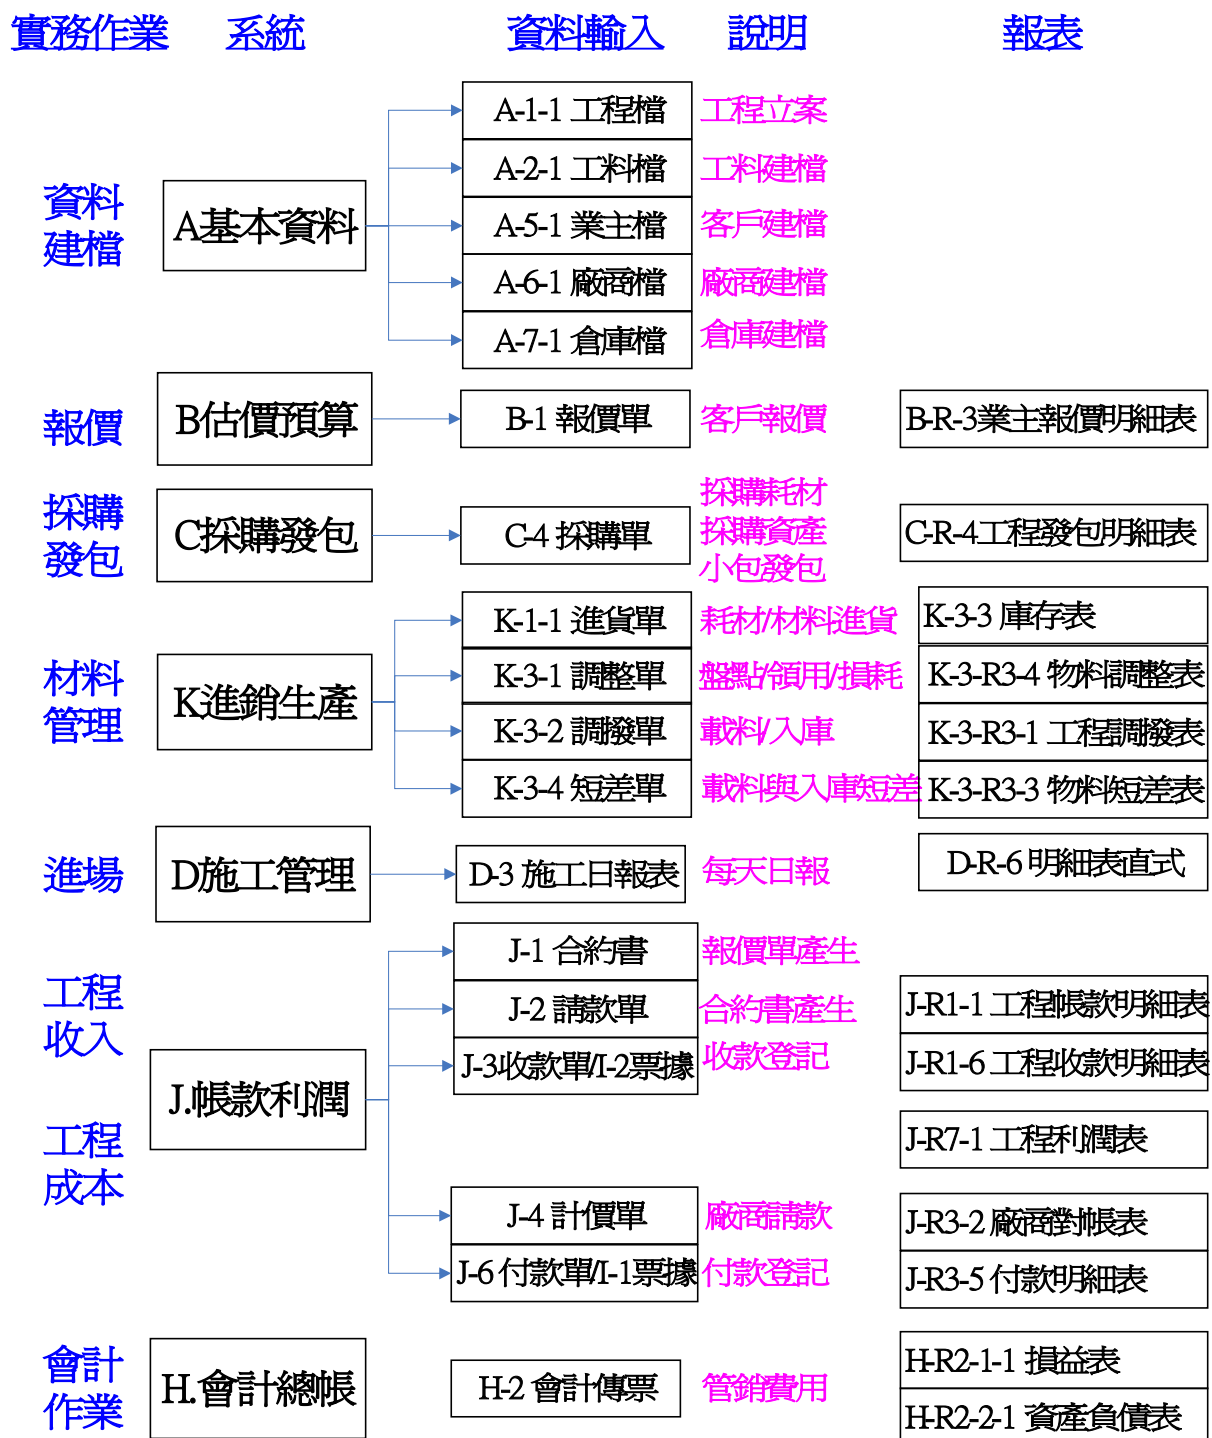 實務作業 系統 資料輸入 說明 報表
A-1-1 工程檔 工程立案
A-2-1 工料檔 工料建檔
資料
建檔
A基本資料
A-5-1 業主檔 客戶建檔
A-6-1 廠商檔 廠商建檔
A-7-1 倉庫檔 倉庫建檔
報價 B估價預算 B-1 報價單 客戶報價 B-R-3業主報價明細表
採購
發包
C採購發包 C-4 採購單
採購耗材
採購資產
小包發包
C-R-4工程發包明細表
K-1-1 進貨單 耗材/材料進貨 K-3-3 庫存表
材料
管理
K進銷生產
K-3-1 調整單 盤點/領用/損耗 K-3-R3-4 物料調整表
K-3-2 調撥單 載料/入庫 K-3-R3-1 工程調撥表
K-3-4 短差單 載料與入庫短差 K-3-R3-3 物料短差表
進場 D施工管理 D-3 施工日報表 每天日報 D-R-6 明細表直式
J-1 合約書 報價單產生
工程
收入
J-2 請款單 合約書產生 J-R1-1 工程帳款明細表
J-3收款單/I-2票據 收款登記 J-R1-6 工程收款明細表
J.帳款利潤
工程
成本
J-R7-1 工程利潤表
J-4 計價單 廠商請款 J-R3-2 廠商對帳表
J-6 付款單/I-1票據 付款登記 J-R3-5 付款明細表
會計
作業
H.會計總帳 H-2 會計傳票 管銷費用
H-R2-1-1 損益表
H-R2-2-1 資產負債表